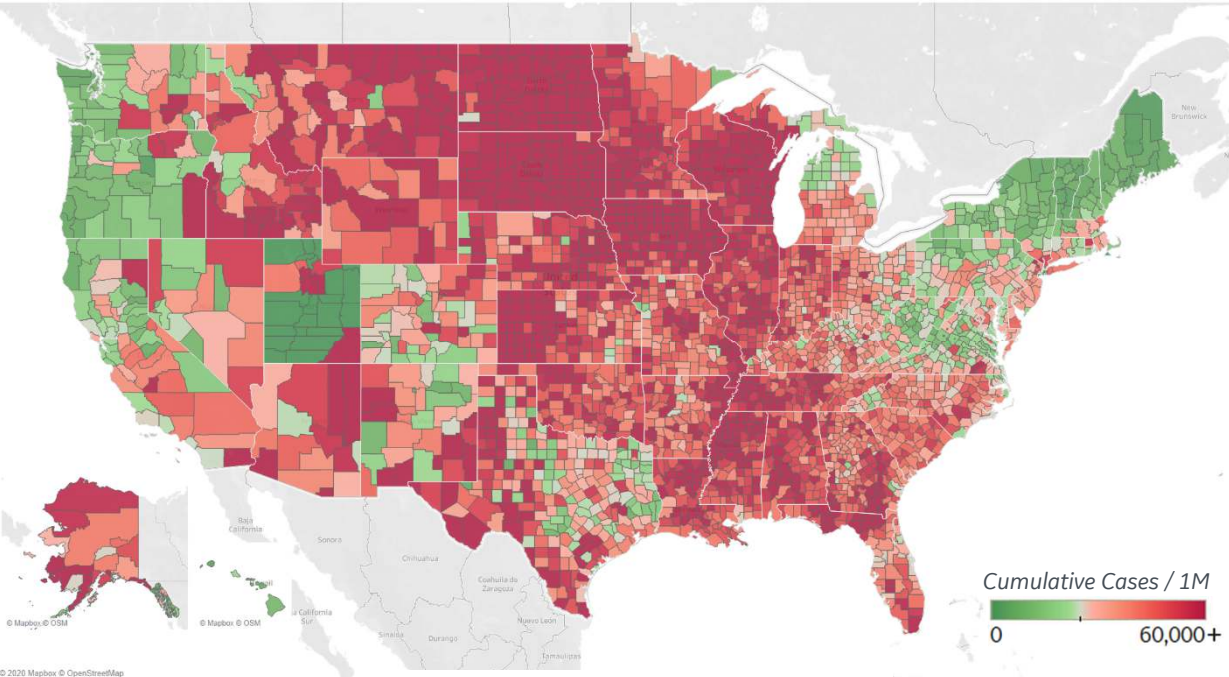 New
Brunswick
Baja
California
Sonora
Chihuahua
Coahuila de
Zaragoza
Nuevo León
Sinaloa
Durango
Tamaulipas
a California
Sur
© Mapbox © OSM
© Mapbox © OSM
Cumulative Cases / 1M
0
60,000+
© 2020 Mapbox © OpenStreetMap